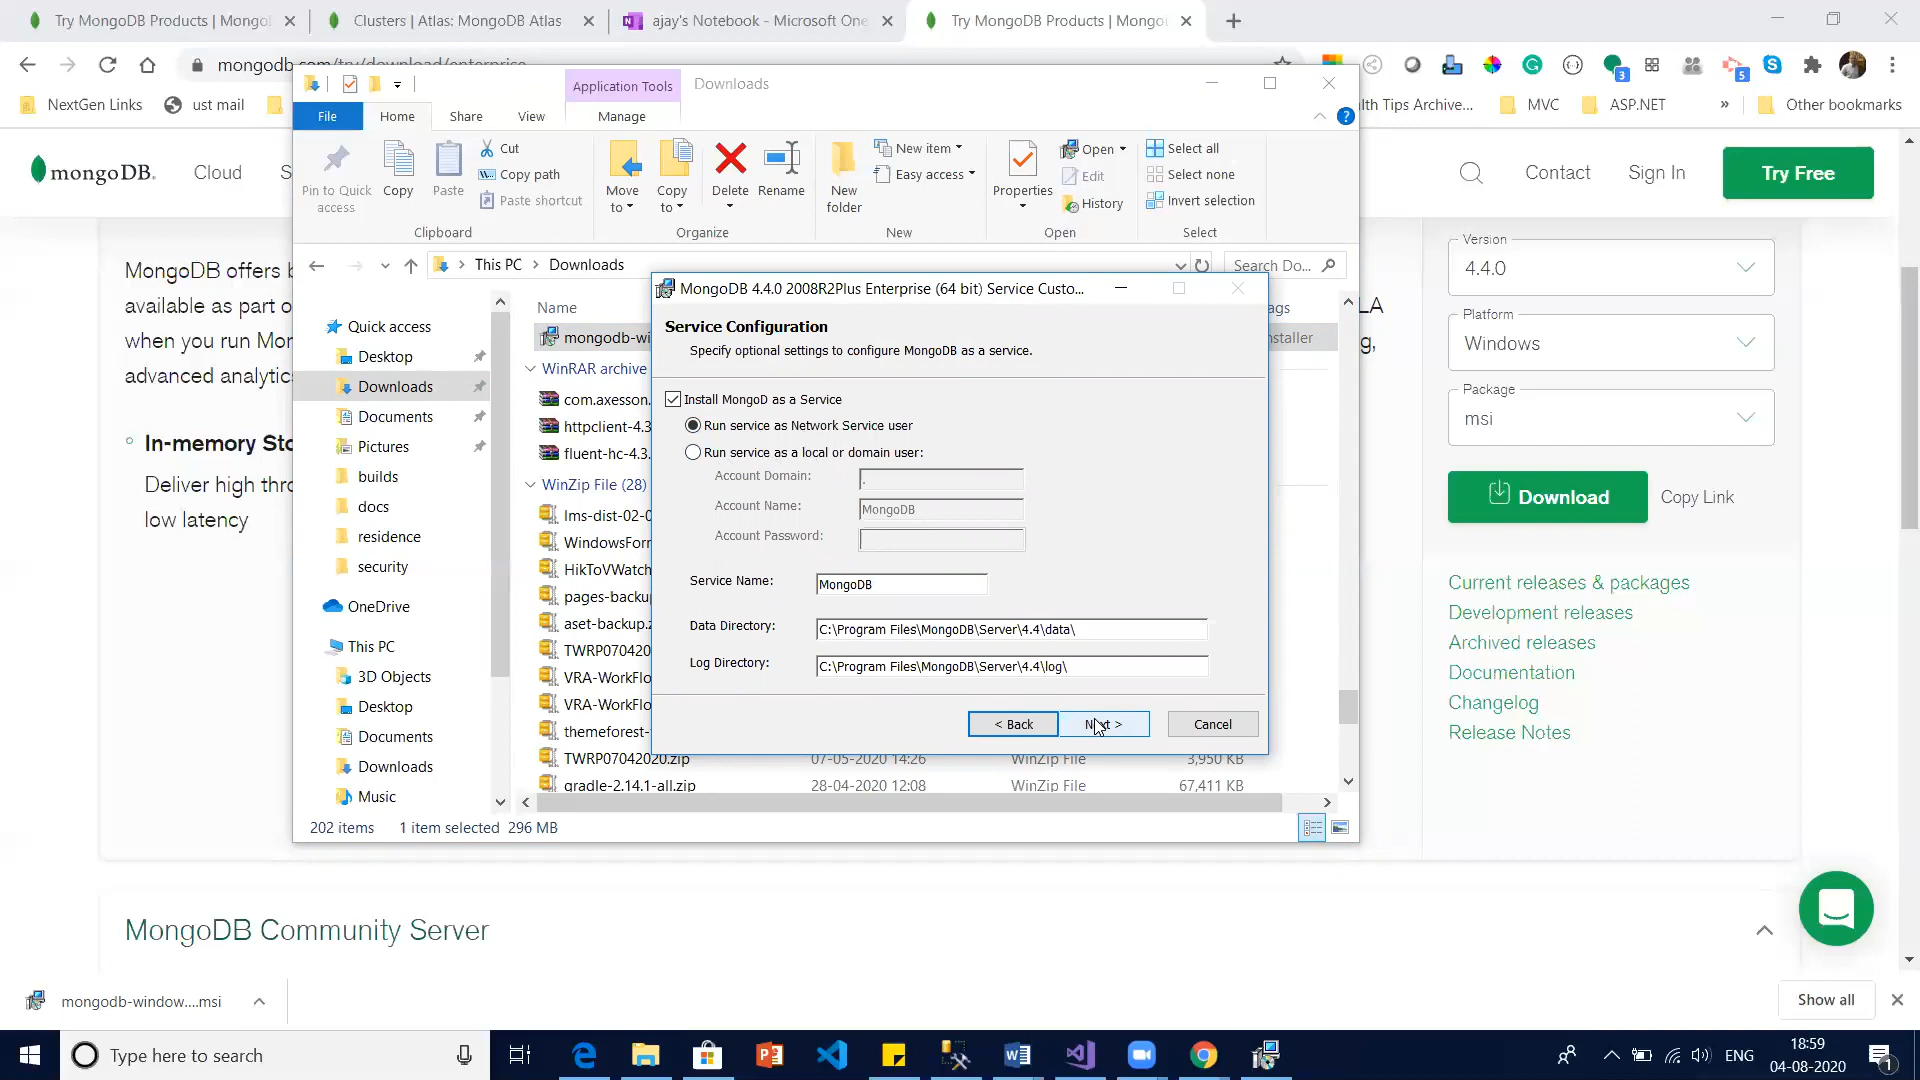 Try MongoDB Products | Mongo
Clusters | Atlas: MongoDB Atlas
ajay's Notebook - Microsoft One
Try MongoDB Products | Mongo
mongodb.com/try/download/enterprise
3
5
NextGen Links
ust mail
lth Tips Archive...
MVC
ASP.NET
»
Other bookmarks
Application Tools
Downloads
File
Home
Share
View
Manage
Pin to Quick access
Copy
Paste
Cut
Copy path
Paste shortcut
Move to
Copy to
Delete
Rename
New folder
New item
Easy access
Properties
Open
Edit
History
Select all
Select none
Invert selection
Clipboard
Organize
New
Open
Select
This PC
Downloads
Search Do...
mongoDB.
Cloud
S
Contact
Sign In
Try Free
MongoDB offers b
available as part o
when you run Mon
advanced analytic
In-memory Sto
Deliver high thro
low latency
LA
g,
Quick access
Desktop
Downloads
Documents
Pictures
builds
docs
residence
security
OneDrive
This PC
3D Objects
Desktop
Documents
Downloads
Music
Name
ags
mongodb-wi
nstaller
WinRAR archive
com.axesson.
httpclient-4.3
fluent-hc-4.3.
WinZip File (28)
lms-dist-02-0
WindowsForm
HikToVWatch
pages-backup
aset-backup.z
TWRP070420
VRA-WorkFlo
VRA-WorkFlo
themeforest-
TWRP07042020.zip 07-05-2020 14:26 WinZip File 3,950 KB
gradle-2.14.1-all.zip 28-04-2020 12:08 WinZip File 67,411 KB
202 items 1 item selected 296 MB
MongoDB 4.4.0 2008R2Plus Enterprise (64 bit) Service Custo...
Service Configuration
Specify optional settings to configure MongoDB as a service.
Install MongoD as a Service
Run service as Network Service user
Run service as a local or domain user:
Account Domain: .
Account Name: MongoDB
Account Password:
Service Name: MongoDB
Data Directory: C:\Program Files\MongoDB\Server\4.4\data\
Log Directory: C:\Program Files\MongoDB\Server\4.4\log\
< Back
Next >
Cancel
Version
4.4.0
Platform
Windows
Package
msi
Download
Copy Link
Current releases & packages
Development releases
Archived releases
Documentation
Changelog
Release Notes
MongoDB Community Server
mongodb-window....msi
Show all
Type here to search
ENG
18:59
04-08-2020
1